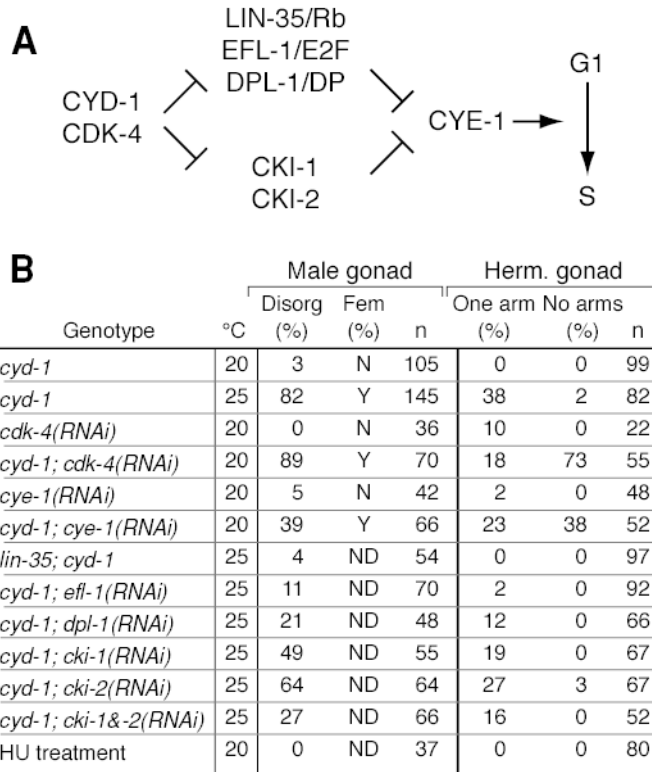 A
LIN-35/Rb
EFL-1/E2F
DPL-1/DP
CYD-1
CDK-4
CKI-1
CKI-2
CYE-1
G1
S
B
Male gonad Herm. gonad
Disorg Fem One arm No arms
Genotype °C (%) (%) n (%) (%) n
cyd-1 20 3 N 105 0 0 99
cyd-1 25 82 Y 145 38 2 82
cdk-4(RNAi) 20 0 N 36 10 0 22
cyd-1; cdk-4(RNAi) 20 89 Y 70 18 73 55
cye-1(RNAi) 20 5 N 42 2 0 48
cyd-1; cye-1(RNAi) 20 39 Y 66 23 38 52
lin-35; cyd-1 25 4 ND 54 0 0 97
cyd-1; efl-1(RNAi) 25 11 ND 70 2 0 92
cyd-1; dpl-1(RNAi) 25 21 ND 48 12 0 66
cyd-1; cki-1(RNAi) 25 49 ND 55 19 0 67
cyd-1; cki-2(RNAi) 25 64 ND 64 27 3 67
cyd-1; cki-1&-2(RNAi) 25 27 ND 66 16 0 52
HU treatment 20 0 ND 37 0 0 80